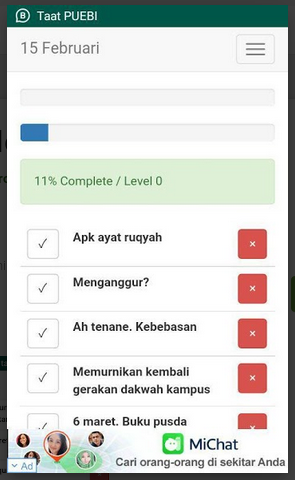 Taat PUEBI
15 Februari
11% Complete / Level 0
Apk ayat ruqyah
Menganggur?
Ah tenane. Kebebasan
Memurnikan kembali
gerakan dakwah kampus
6 maret. Buku pusda
MiChat
Cari orang-orang di sekitar Anda
Ad